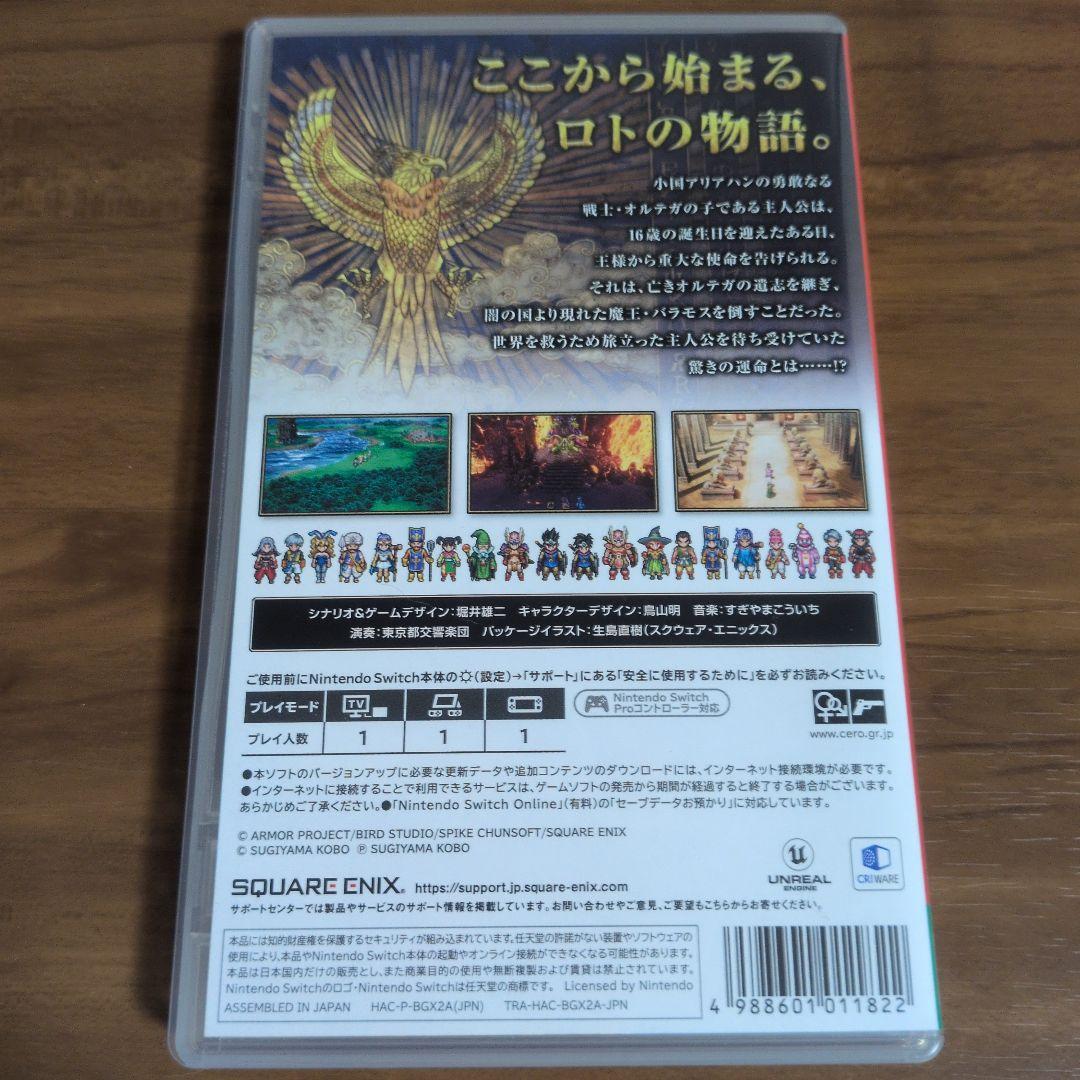 ここから始まる、
ロトの物語。
小国アリアハンの勇敢なる
戦士・オルテガの子である主人公は、
16歳の誕生日を迎えたある日、
王様から重大な使命を告げられる。
それは、亡きオルテガの遺志を継ぎ、
闇の国より現れた魔王・バラモスを倒すことだった。
世界を救うため旅立った主人公を待ち受けていた
驚きの運命とは……!?
シナリオ&ゲームデザイン:堀井雄二 キャラクターデザイン:鳥山明 音楽:すぎやまこういち
演奏:東京都交響楽団 パッケージイラスト:生島直樹(スクウェア・エニックス)
ご使用前にNintendo Switch本体の(設定)→「サポート」にある「安全に使用するために」を必ずお読みください。
プレイモード TV
Nintendo Switch
Proコントローラー対応
プレイ人数 1 1 1
www.cero.gr.jp
●本ソフトのバージョンアップに必要な更新データや追加コンテンツのダウンロードには、インターネット接続環境が必要です。
●インターネットに接続することで利用できるサービスは、ゲームソフトの発売から期間が経過すると終了する場合がございます。
あらかじめご了承ください。●「Nintendo Switch Online」(有料)の「セーブデータお預かり」に対応しています。
© ARMOR PROJECT/BIRD STUDIO/SPIKE CHUNSOFT/SQUARE ENIX
© SUGIYAMA KOBO ℗ SUGIYAMA KOBO
UNREAL
ENGINE
CRIWARE
SQUARE ENIX. https://support.jp.square-enix.com
サポートセンターでは製品やサービスのサポート情報を掲載しています。お問い合わせやご意見、ご要望もこちらからお寄せください。
本品には知的財産権を保護するセキュリティが組み込まれています。任天堂の許諾がない装置やソフトウェアの
使用により、本品やNintendo Switch本体の起動やオンライン接続ができなくなる可能性があります。
本品は日本国内だけの販売とし、また商業目的の使用や無断複製および賃貸は禁止されています。
Nintendo Switchのロゴ・Nintendo Switchは任天堂の商標です。 Licensed by Nintendo
ASSEMBLED IN JAPAN HAC-P-BGX2A(JPN) TRA-HAC-BGX2A-JPN
4 988601 011822